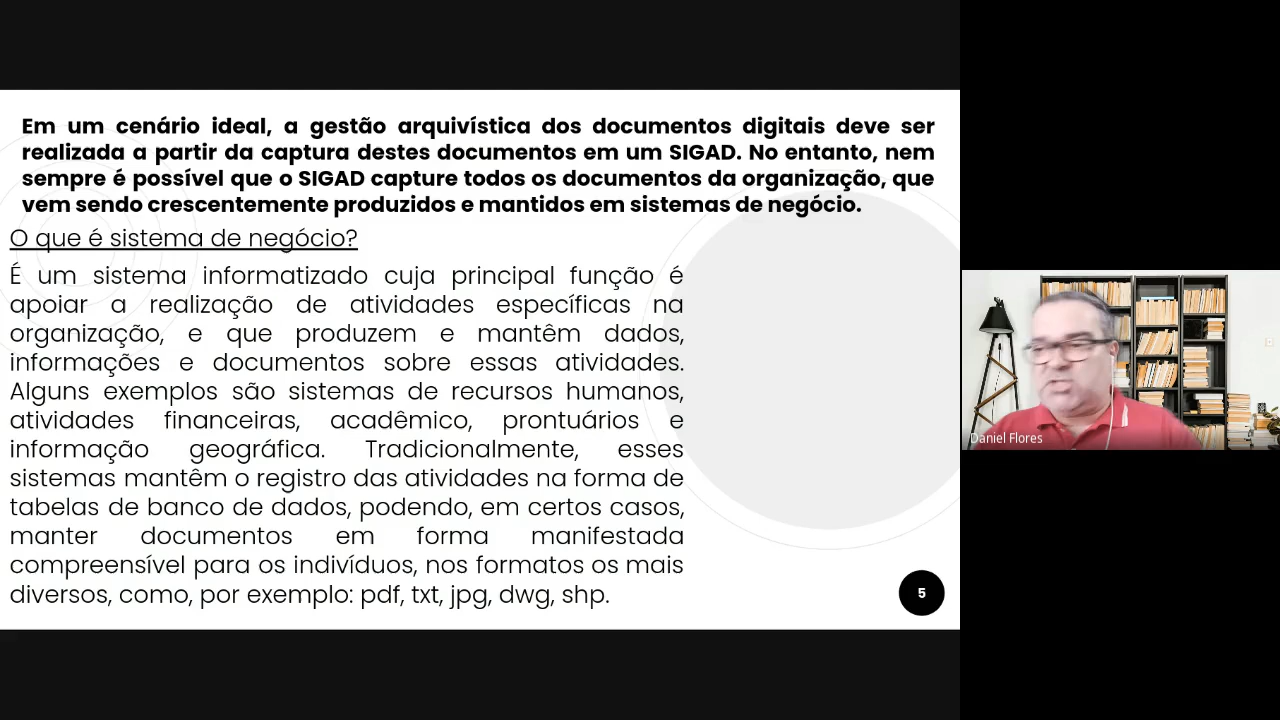 Em um cenário ideal, a gestão arquivística dos documentos digitais deve ser
realizada a partir da captura destes documentos em um SIGAD. No entanto, nem
sempre é possível que o SIGAD capture todos os documentos da organização, que
vem sendo crescentemente produzidos e mantidos em sistemas de negócio.
O que é sistema de negócio?
É um sistema informatizado cuja principal função é
apoiar a realização de atividades específicas na
organização, e que produzem e mantêm dados,
informações e documentos sobre essas atividades.
Alguns exemplos são sistemas de recursos humanos,
atividades financeiras, acadêmico, prontuários e
informação geográfica. Tradicionalmente, esses
sistemas mantêm o registro das atividades na forma de
tabelas de banco de dados, podendo, em certos casos,
manter documentos em forma manifestada
compreensível para os indivíduos, nos formatos os mais
diversos, como, por exemplo: pdf, txt, jpg, dwg, shp.
5
Daniel Flores